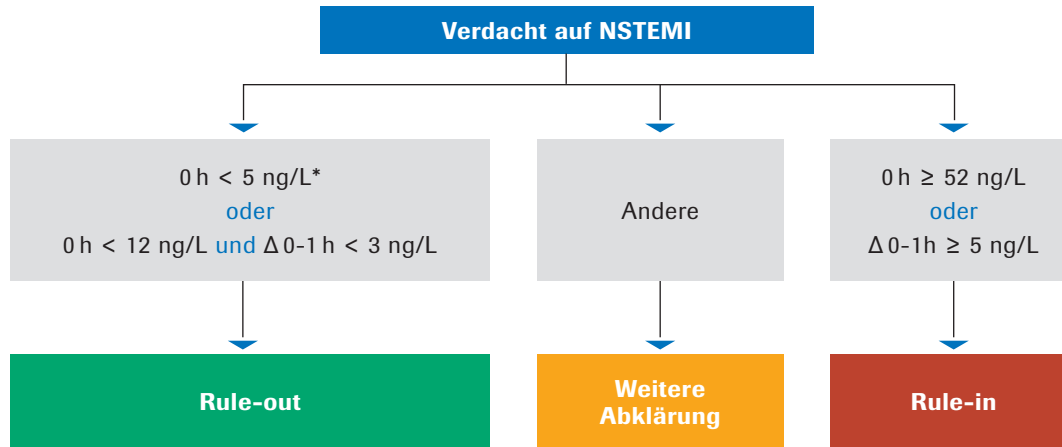 Verdacht auf NSTEMI
0 h < 5 ng/L*
oder
0 h < 12 ng/L und Δ 0-1 h < 3 ng/L
Andere
0 h ≥ 52 ng/L
oder
Δ 0-1h ≥ 5 ng/L
Rule-out
Weitere
Abklärung
Rule-in